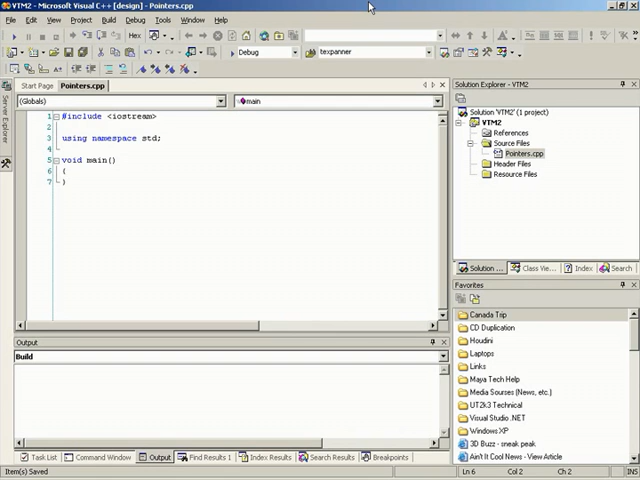 VTM2 - Microsoft Visual C++ [design] - Pointers.cpp
File Edit View Project Build Debug Tools Window Help
Hex
Debug texpanner
Start Page Pointers.cpp
(Globals) main
1 #include <iostream>
2
3 using namespace std;
4
5 void main()
6 {
7 }
Server Explorer
Solution Explorer - VTM2
Solution 'VTM2' (1 project)
VTM2
References
Source Files
Pointers.cpp
Header Files
Resource Files
Solution ... Class Vie... Index Search
Favorites
Canada Trip
CD Duplication
Houdini
Laptops
Links
Maya Tech Help
Media Sourses (News, etc.)
UT2k3 Technical
Visual Studio .NET
Windows XP
3D Buzz - sneak peak
Ain't It Cool News - View Article
Output
Build
Task List Command Window Output Find Results 1 Index Results Search Results Breakpoints
Item(s) Saved Ln 6 Col 2 Ch 2 INS